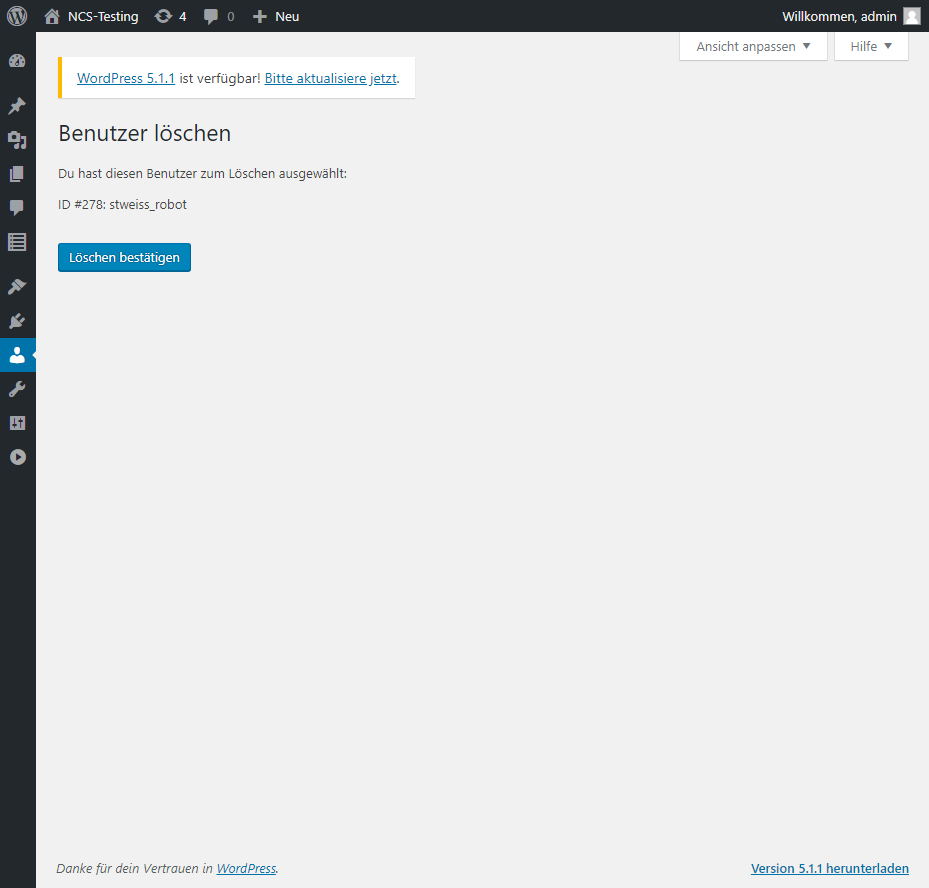 NCS-Testing 4 0 Neu Willkommen, admin
Ansicht anpassen Hilfe
WordPress 5.1.1 ist verfügbar! Bitte aktualisiere jetzt.
Benutzer löschen
Du hast diesen Benutzer zum Löschen ausgewählt:
ID #278: stweiss_robot
Löschen bestätigen
Danke für dein Vertrauen in WordPress. Version 5.1.1 herunterladen